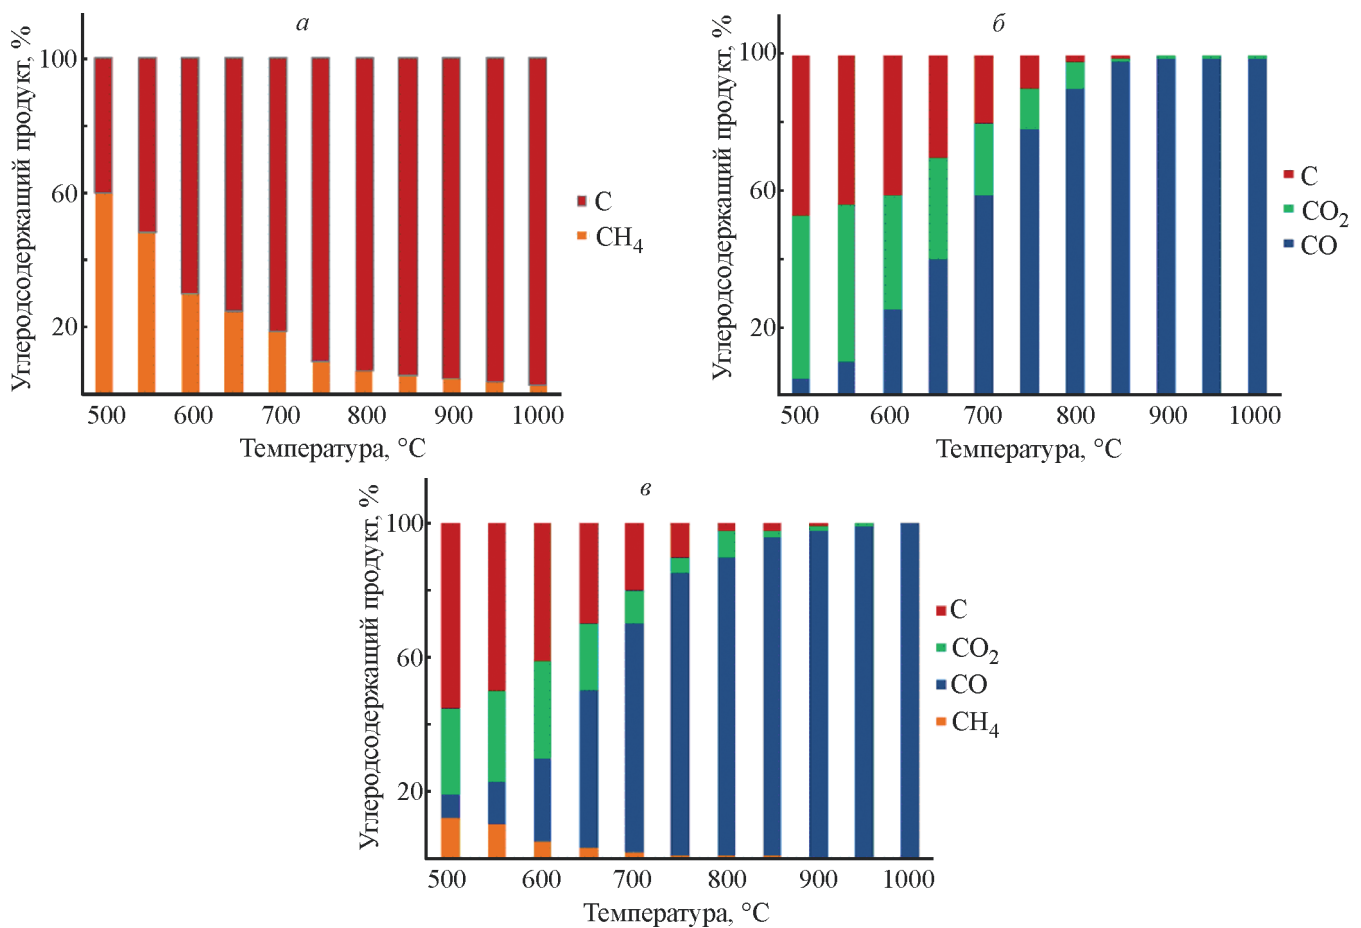 а
Углеродсодержащий продукт, %
100
60
20
500 600 700 800 900 1000
Температура, °C
C
CH4
б
Углеродсодержащий продукт, %
100
60
20
500 600 700 800 900 1000
Температура, °C
C
CO2
CO
в
Углеродсодержащий продукт, %
100
60
20
500 600 700 800 900 1000
Температура, °C
C
CO2
CO
CH4